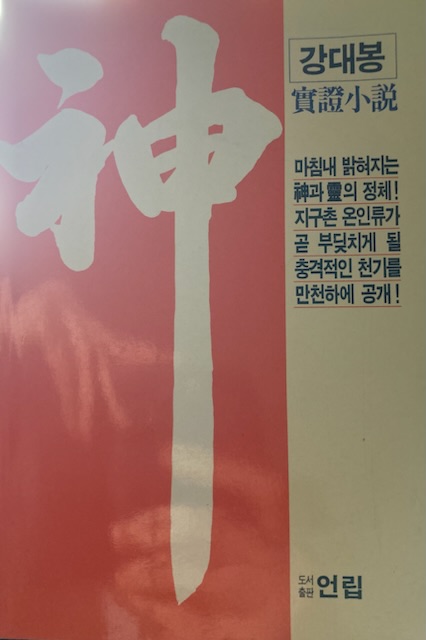 神
강대봉
實證小説
마침내 밝혀지는
神과 靈의 정체!
지구촌 온인류가
곧 부딪치게 될
충격적인 천기를
만천하에 공개!
도서
출판 언립